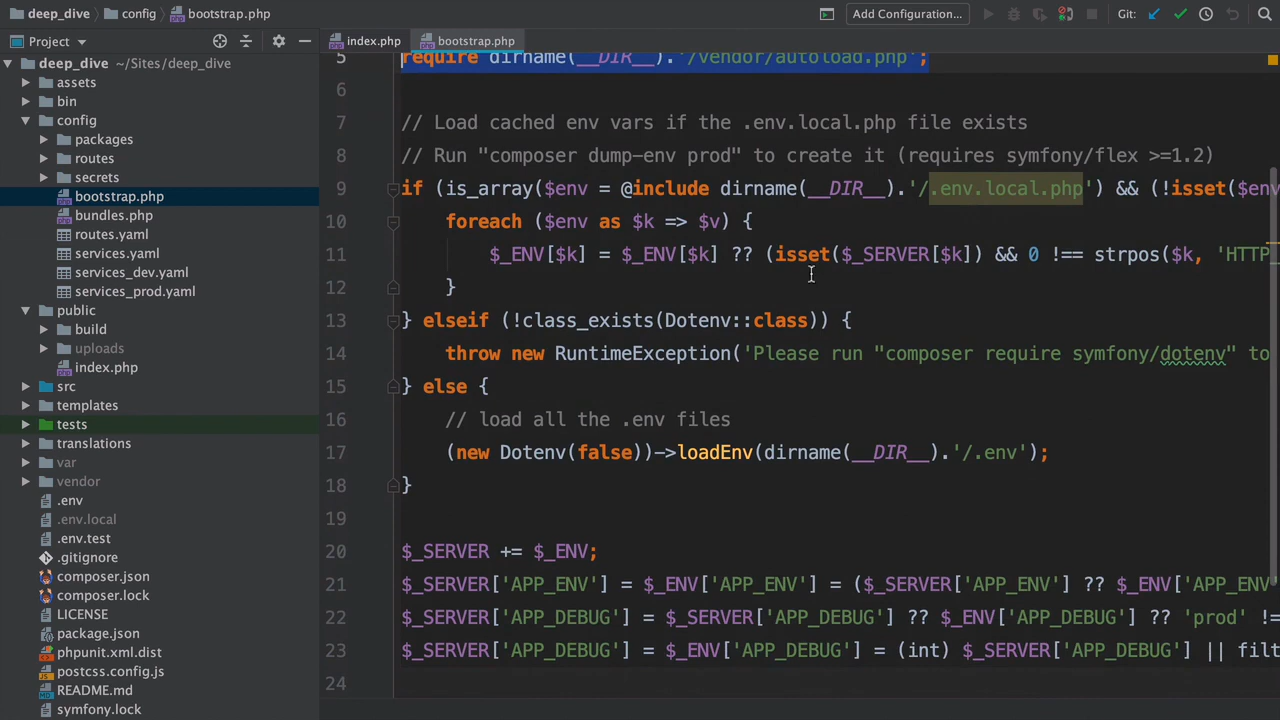 deep_dive
config
bootstrap.php
Add Configuration...
Git:
Project
index.php
bootstrap.php
deep_dive ~/Sites/deep_dive
assets
bin
config
packages
routes
secrets
bootstrap.php
bundles.php
routes.yaml
services.yaml
services_dev.yaml
services_prod.yaml
public
build
uploads
index.php
src
templates
tests
translations
var
vendor
.env
.env.local
.env.test
.gitignore
composer.json
composer.lock
LICENSE
package.json
phpunit.xml.dist
postcss.config.js
README.md
symfony.lock
5 require dirname(__DIR__).'/vendor/autoload.php';
6
7 // Load cached env vars if the .env.local.php file exists
8 // Run "composer dump-env prod" to create it (requires symfony/flex >=1.2)
9 if (is_array($env = @include dirname(__DIR__).'/.env.local.php') && (!isset($env
10 foreach ($env as $k => $v) {
11 $_ENV[$k] = $_ENV[$k] ?? (isset($_SERVER[$k]) && 0 !== strpos($k, 'HTTP
12 }
13 } elseif (!class_exists(Dotenv::class)) {
14 throw new RuntimeException('Please run "composer require symfony/dotenv" to
15 } else {
16 // load all the .env files
17 (new Dotenv(false))->loadEnv(dirname(__DIR__).'/.env');
18 }
19
20 $_SERVER += $_ENV;
21 $_SERVER['APP_ENV'] = $_ENV['APP_ENV'] = ($_SERVER['APP_ENV'] ?? $_ENV['APP_ENV
22 $_SERVER['APP_DEBUG'] = $_SERVER['APP_DEBUG'] ?? $_ENV['APP_DEBUG'] ?? 'prod' !=
23 $_SERVER['APP_DEBUG'] = $_ENV['APP_DEBUG'] = (int) $_SERVER['APP_DEBUG'] || filt
24